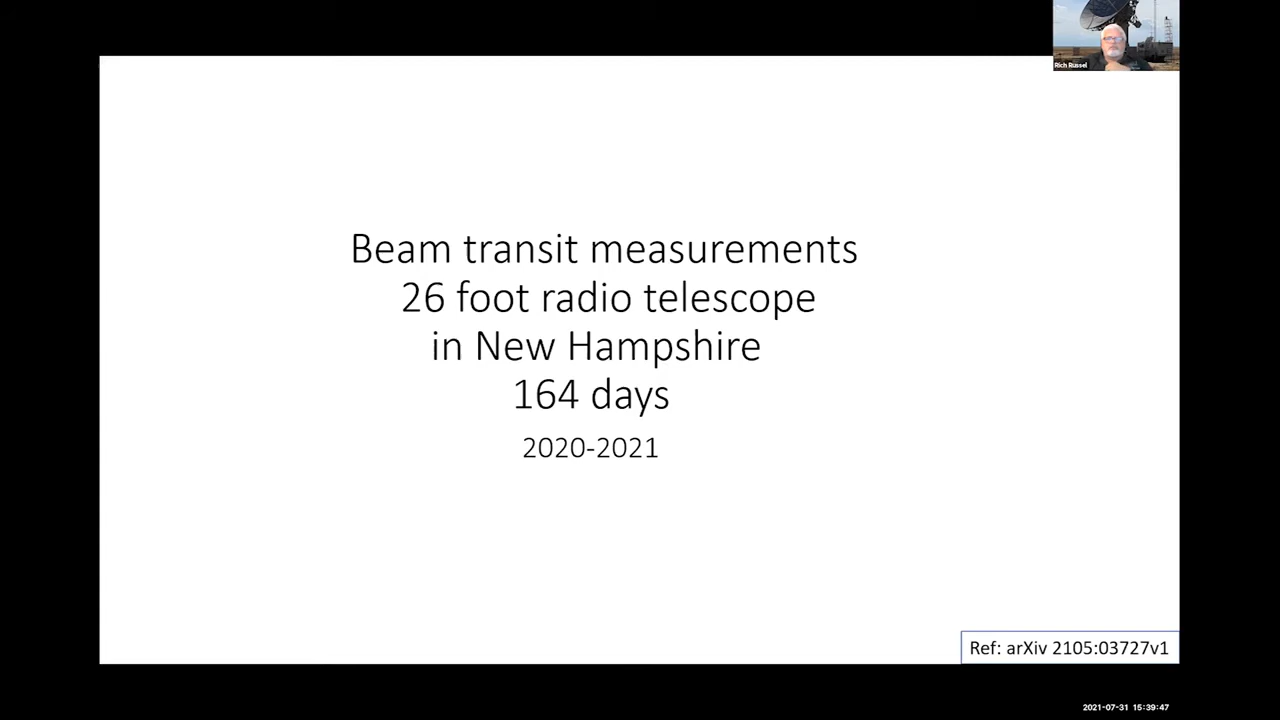 Rich Russel
Beam transit measurements
26 foot radio telescope
in New Hampshire
164 days
2020-2021
Ref: arXiv 2105:03727v1
2021-07-31 15:39:47